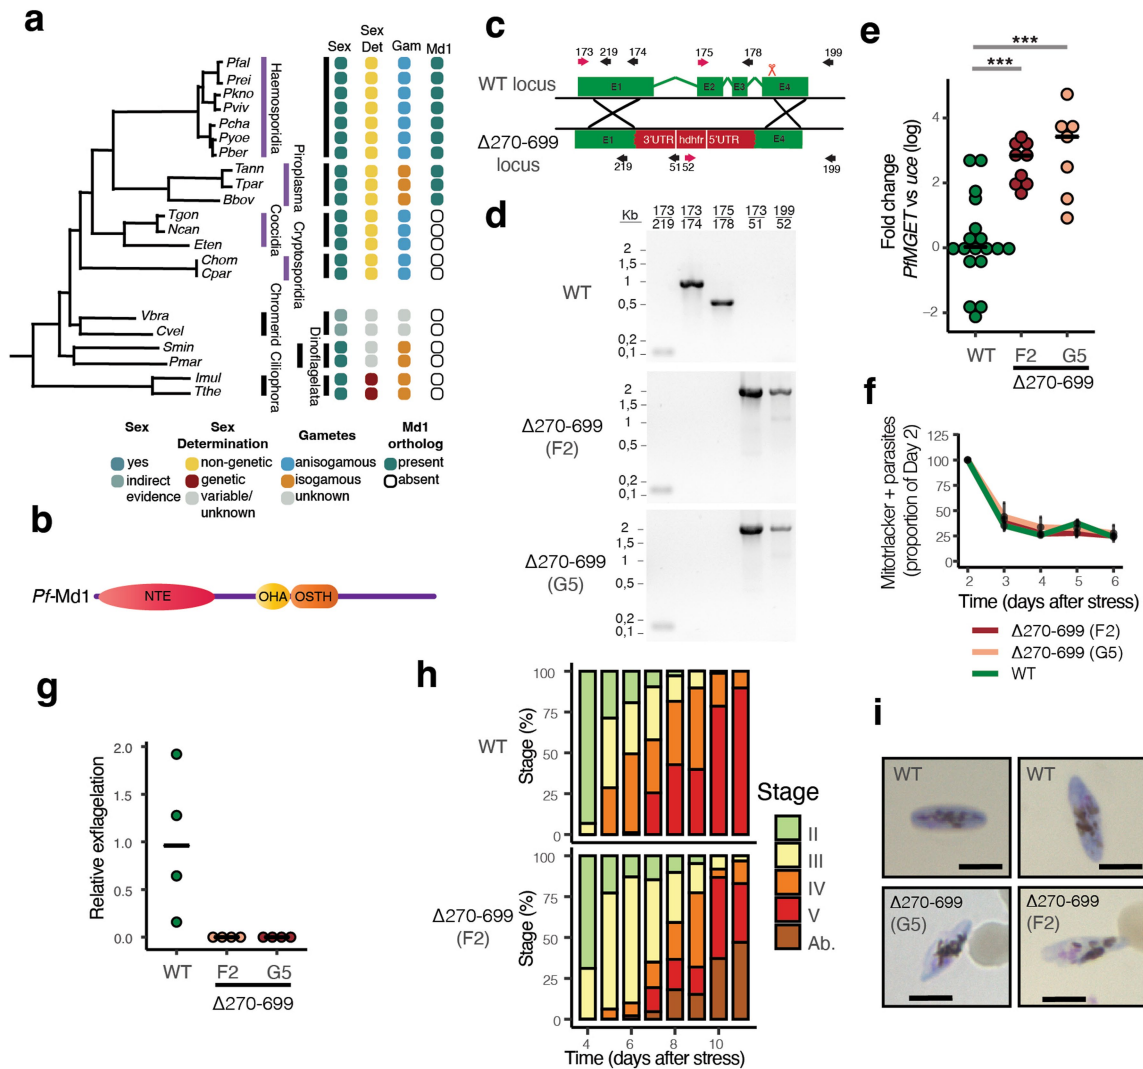 a
Sex
Sex
Det
Gam
Md1
Pfal
Prei
Pkno
Pviv
Pcha
Pyoe
Pber
Tann
Tpar
Bbov
Tgon
Ncan
Eten
Chom
Cpar
Vbra
Cvel
Smin
Pmar
Imul
Tthe
Haemosporidia
Piroplasma
Coccidia
Cryptosporidia
Chromerid
Dinoflagelata
Ciliophora
Sex
yes
indirect
evidence
Sex
Determination
non-genetic
genetic
variable/
unknown
Gametes
anisogamous
isogamous
unknown
Md1
ortholog
present
absent
b
Pf-Md1
NTE
OHA
OSTH
c
173
219
174
175
178
199
WT locus
E1
E2
E3
E4
Δ270-699
locus
E1
3'UTR
hdhfr
5'UTR
E4
219
51
52
199
d
Kb
173
219
173
174
175
178
173
51
199
52
WT
2
1,5
1
0,5
0,2
0,1
Δ270-699
(F2)
2
1,5
1
0,5
0,2
0,1
Δ270-699
(G5)
2
1,5
1
0,5
0,2
0,1
e
***
***
Fold change
PfMGET vs uce (log)
4
2
0
−2
WT
F2
G5
Δ270-699
f
Mitotrlacker + parasites
(proportion of Day 2)
125
100
75
50
25
0
2
3
4
5
6
Time (days after stress)
Δ270-699 (F2)
Δ270-699 (G5)
WT
g
Relative exflagelation
2.0
1.5
1.0
0.5
0.0
WT
F2
G5
Δ270-699
h
WT
Stage (%)
100
75
50
25
0
Δ270-699
(F2)
Stage (%)
100
75
50
25
0
4
6
8
10
Time (days after stress)
Stage
II
III
IV
V
Ab.
i
WT
WT
Δ270-699
(G5)
Δ270-699
(F2)